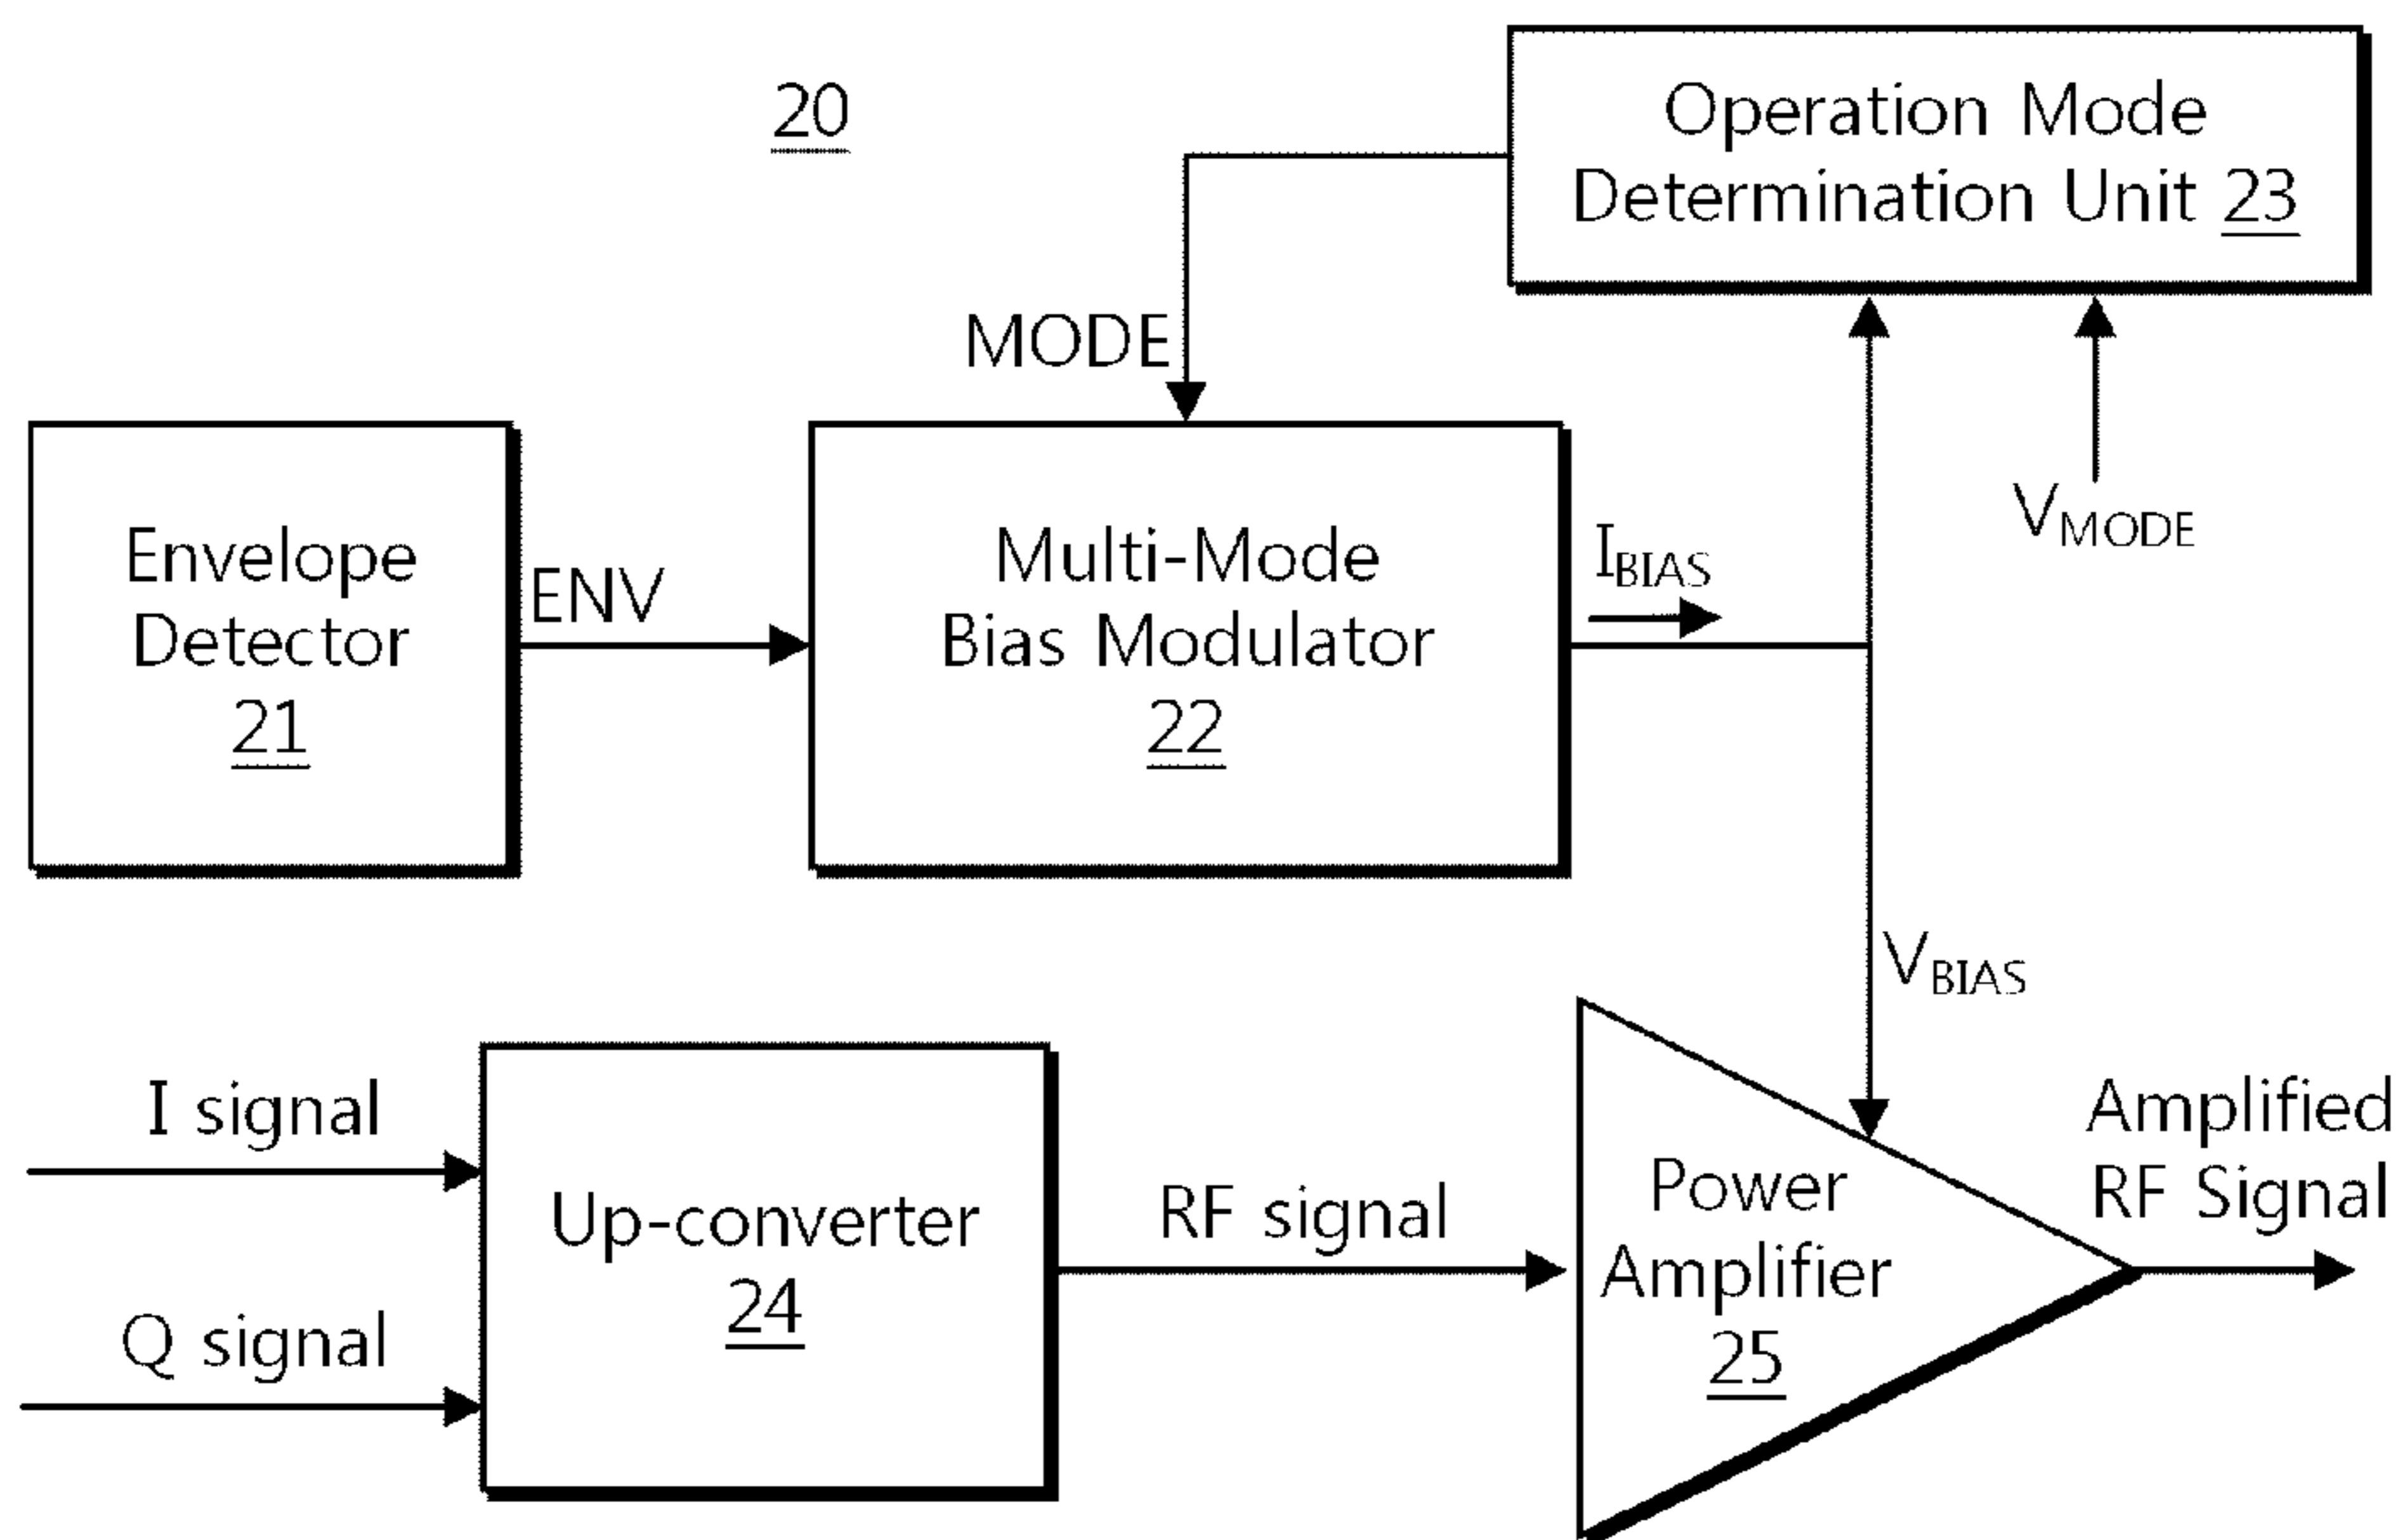 20
Operation Mode
Determination Unit 23
MODE
Envelope
Detector
21
ENV
Multi-Mode
Bias Modulator
22
IBIAS
VMODE
VBIAS
I signal
Q signal
Up-converter
24
RF signal
Power
Amplifier
25
Amplified
RF Signal